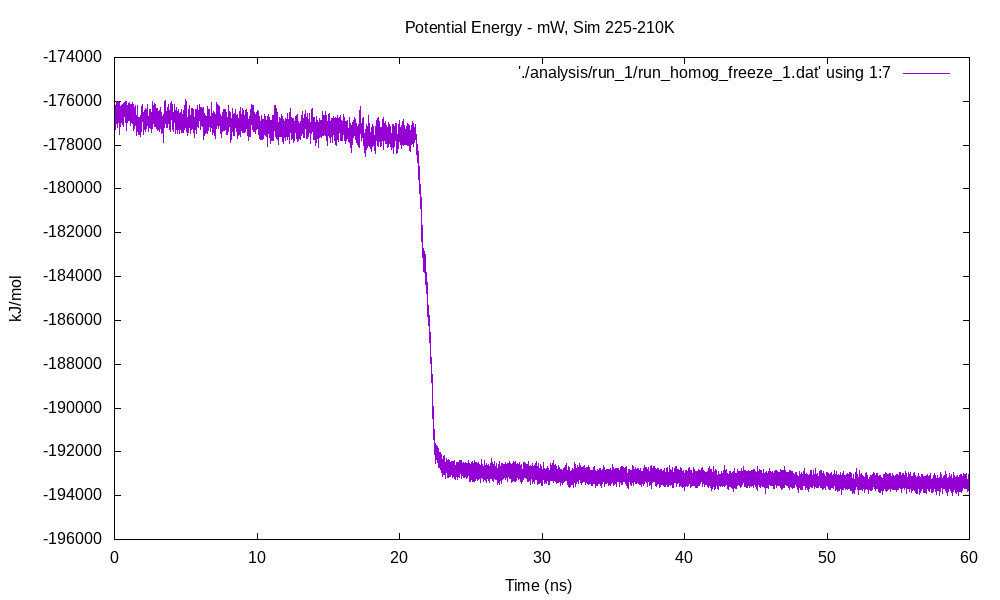 Potential Energy - mW, Sim 225-210K
'./analysis/run_1/run_homog_freeze_1.dat' using 1:7
-174000
-176000
-178000
-180000
-182000
-184000
-186000
-188000
-190000
-192000
-194000
-196000
kJ/mol
0 10 20 30 40 50 60
Time (ns)